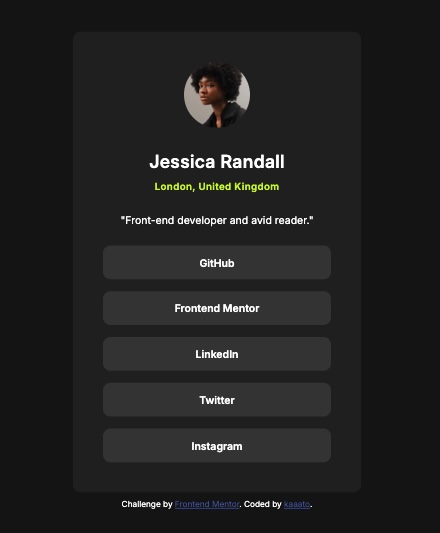 Jessica Randall
London, United Kingdom
"Front-end developer and avid reader."
GitHub
Frontend Mentor
LinkedIn
Twitter
Instagram
Challenge by Frontend Mentor. Coded by kaaato.